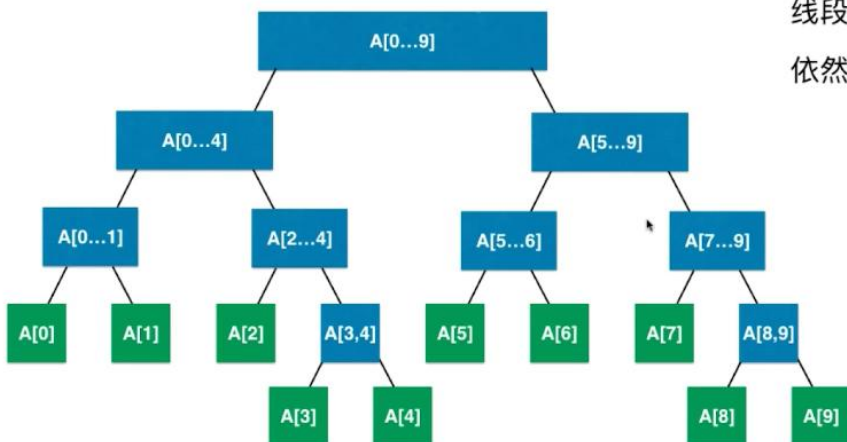 线段
依然
A[0...9]
A[0...4]
A[5...9]
A[0...1]
A[2...4]
A[5...6]
A[7...9]
A[0]
A[1]
A[2]
A[3,4]
A[5]
A[6]
A[7]
A[8,9]
A[3]
A[4]
A[8]
A[9]